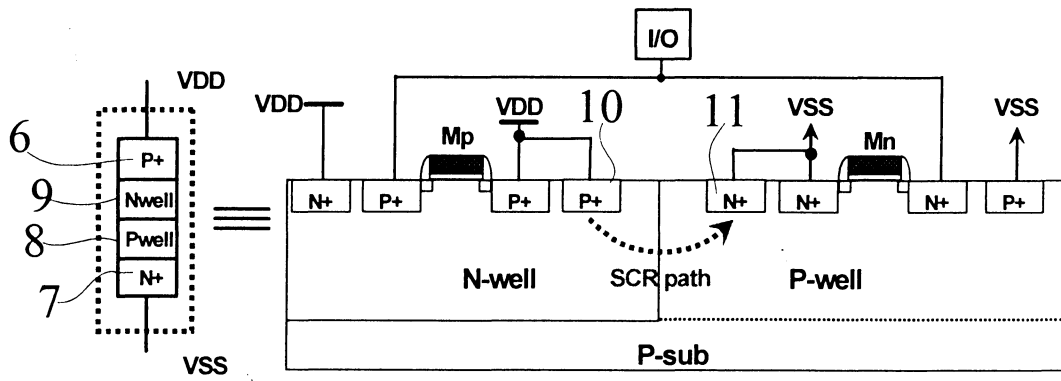 I/O
VDD
VDD
VDD
10
11
VSS
VSS
Mp
Mn
6
P+
9
Nwell
8
Pwell
7
N+
N+
P+
P+
P+
N+
N+
N+
P+
N-well
SCR path
P-well
VSS
P-sub